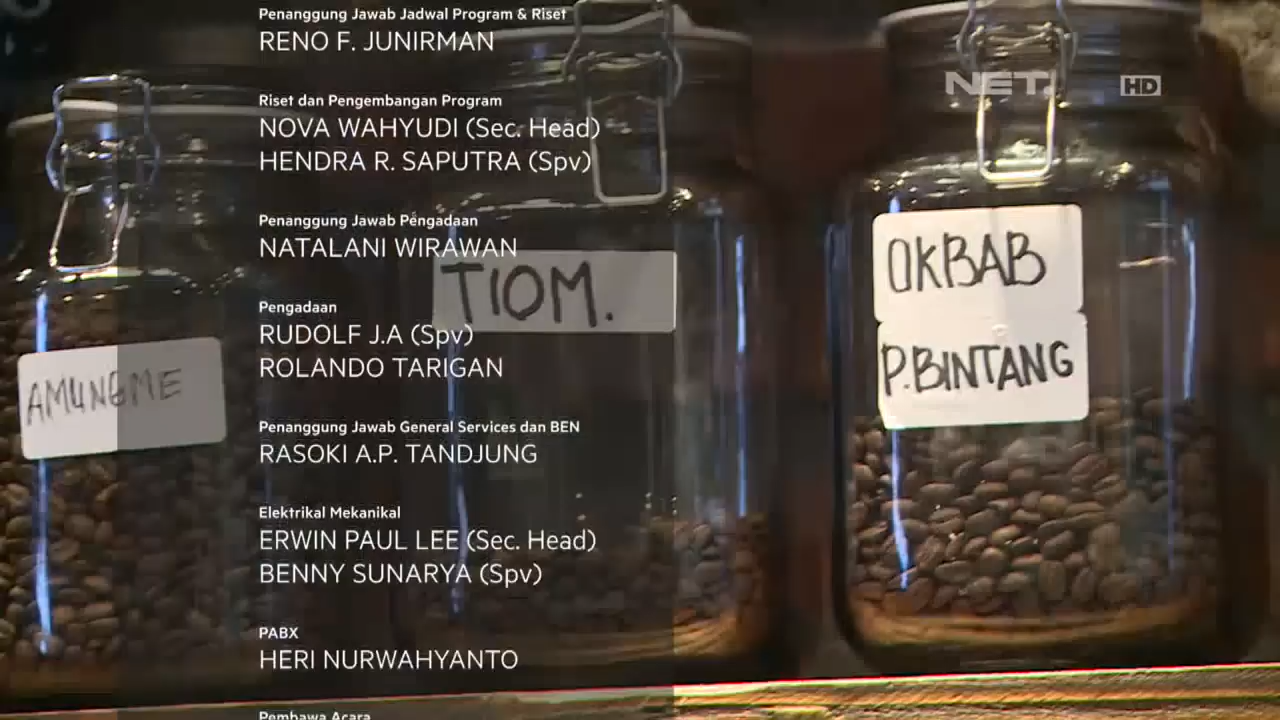 Penanggung Jawab Jadwal Program & Riset
RENO F. JUNIRMAN
Riset dan Pengembangan Program
NOVA WAHYUDI (Sec. Head)
HENDRA R. SAPUTRA (Spv)
Penanggung Jawab Pengadaan
NATALANI WIRAWAN
Pengadaan
RUDOLF J.A (Spv)
ROLANDO TARIGAN
Penanggung Jawab General Services dan BEN
RASOKI A.P. TANDJUNG
Elektrikal Mekanikal
ERWIN PAUL LEE (Sec. Head)
BENNY SUNARYA (Spv)
PABX
HERI NURWAHYANTO
Pembawa Acara
NET.
HD
AMUNGME
TIOM.
OKBAB
P.BINTANG